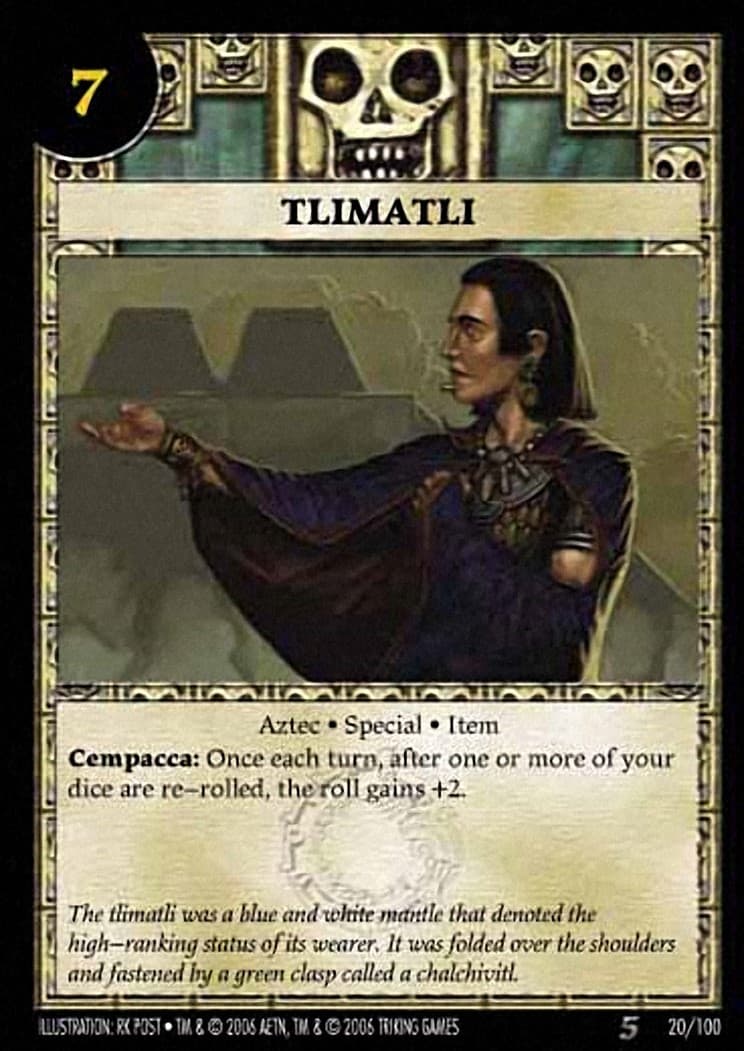 7
TLIMATLI
Aztec • Special • Item
Cempacca: Once each turn, after one or more of your
dice are re-rolled, the roll gains +2.
The tlimatli was a blue and white mantle that denoted the
high-ranking status of its wearer. It was folded over the shoulders
and fastened by a green clasp called a chalchivitl.
ILLUSTRATION: RK POST • TM & © 2006 AETN, TM & © 2006 TRIKING GAMES
5 20/100